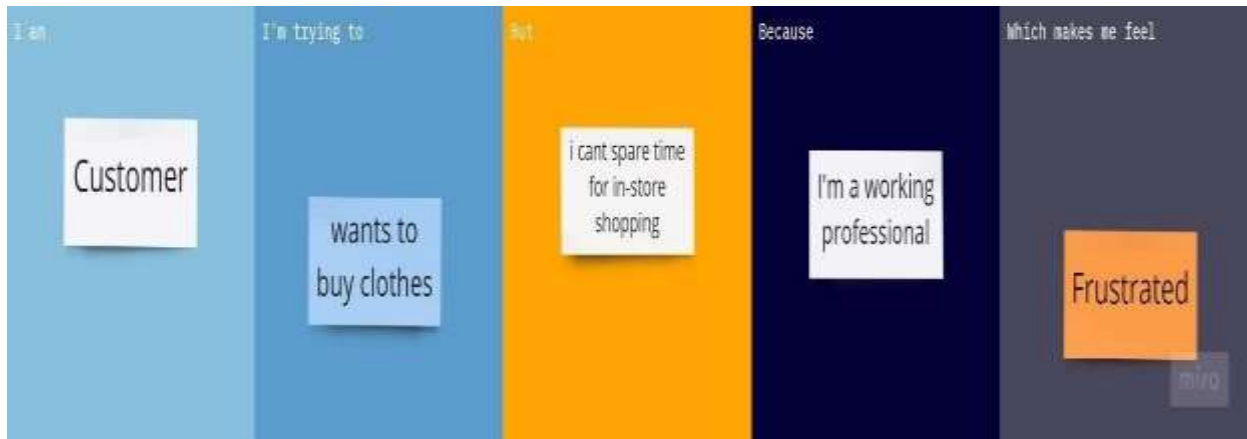 I am
Customer
I'm trying to
wants to
buy clothes
But
i cant spare time
for in-store
shopping
Because
I'm a working
professional
Which makes me feel
Frustrated
miro